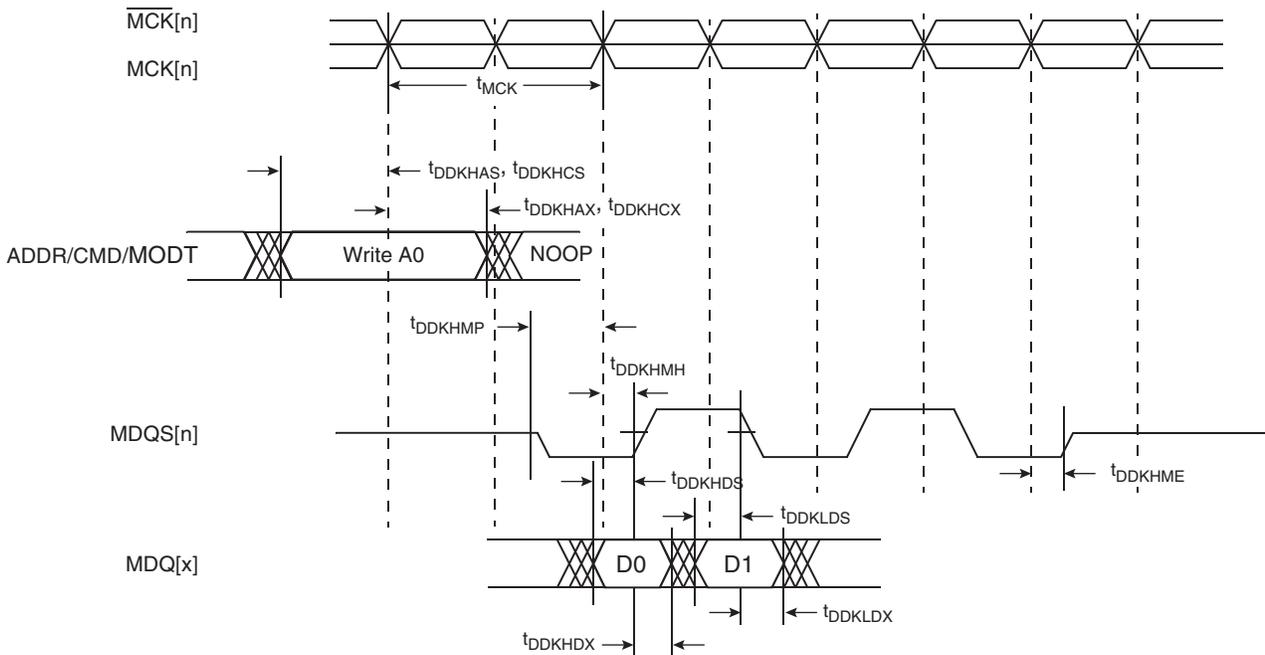 MCK[n]
MCK[n]
tMCK
tDDKHAS, tDDKHCS
tDDKHAX, tDDKHCX
ADDR/CMD/MODT
Write A0
NOOP
tDDKHMP
tDDKHMH
MDQS[n]
tDDKHDS
tDDKHME
tDDKLDS
MDQ[x]
D0
D1
tDDKLDX
tDDKHDX